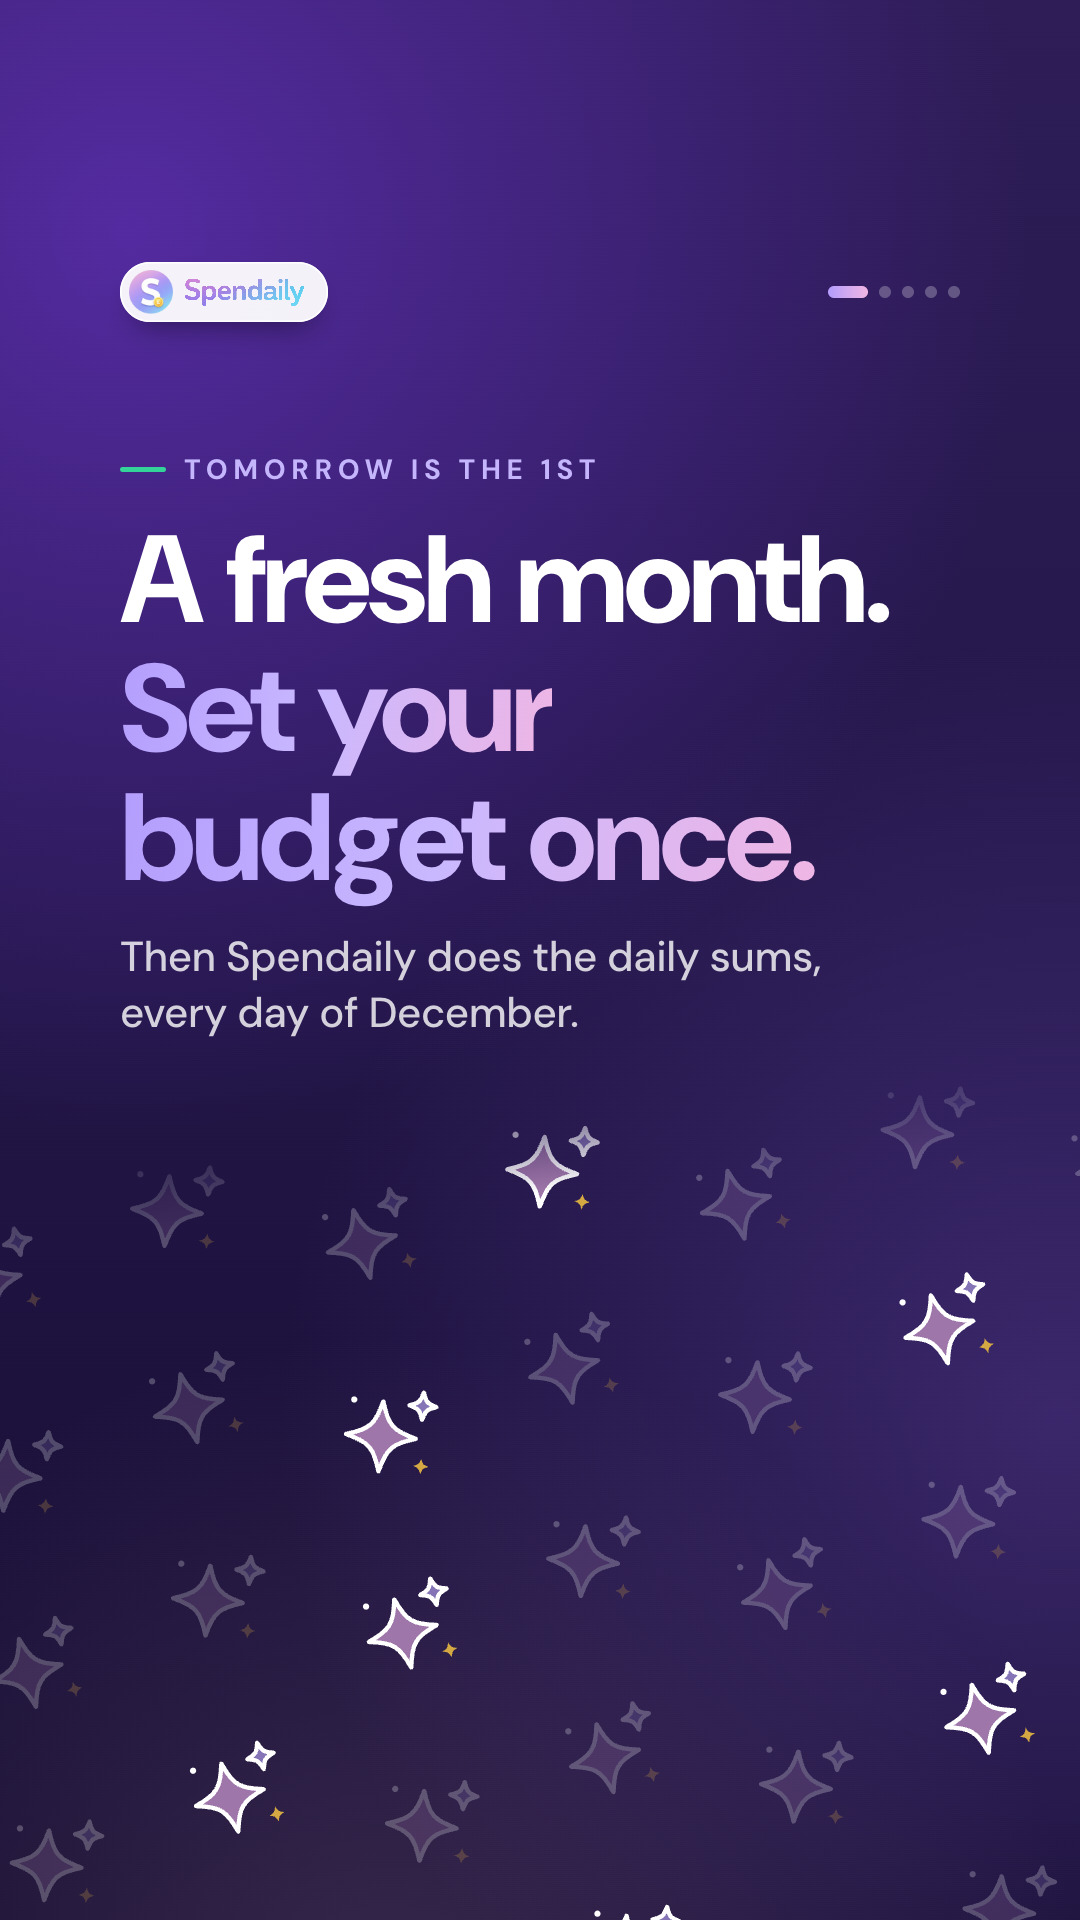 Spendaily
TOMORROW IS THE 1ST
A fresh month.
Set your
budget once.
Then Spendaily does the daily sums,
every day of December.